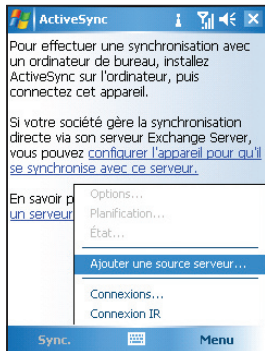 ActiveSync
Pour effectuer une synchronisation avec
un ordinateur de bureau, installez
ActiveSync sur l'ordinateur, puis
connectez cet appareil.
Si votre société gère la synchronisation
directe via son serveur Exchange Server,
vous pouvez configurer l'appareil pour qu'il
se synchronise avec ce serveur.
En savoir p
un serveur
Options...
Planification...
État...
Ajouter une source serveur...
Connexions...
Connexion IR
Sync.
Menu